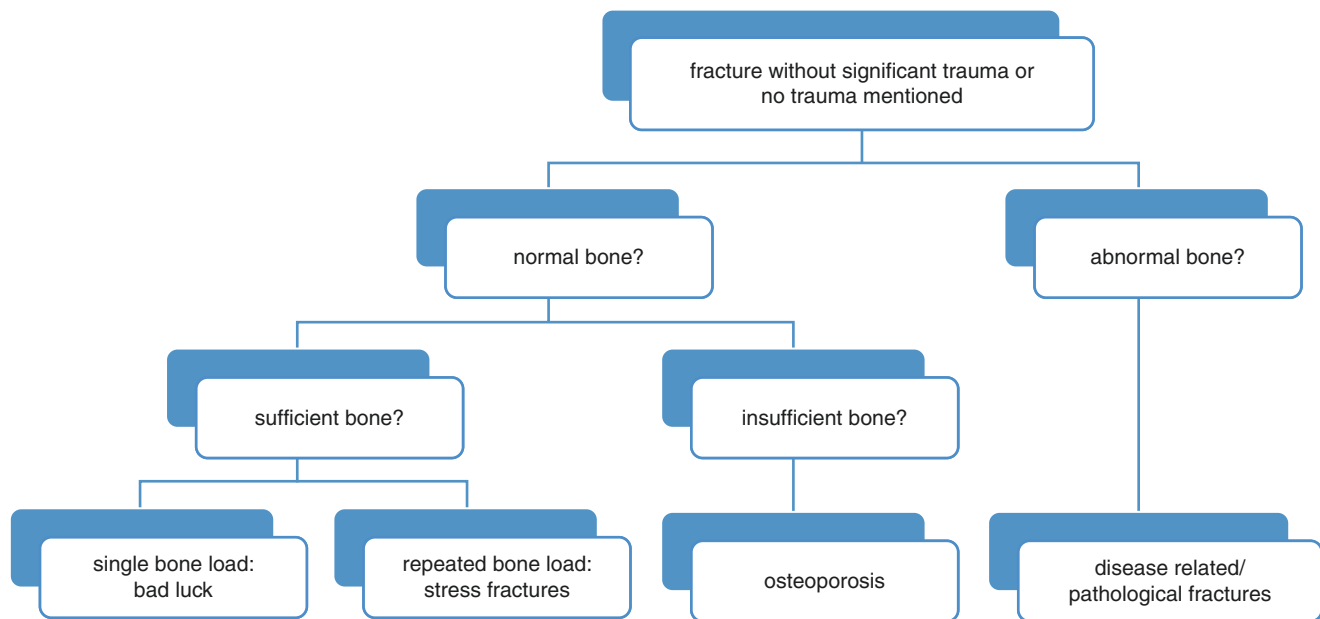 fracture without significant trauma or
no trauma mentioned
normal bone?
abnormal bone?
sufficient bone?
insufficient bone?
single bone load:
bad luck
repeated bone load:
stress fractures
osteoporosis
disease related/
pathological fractures